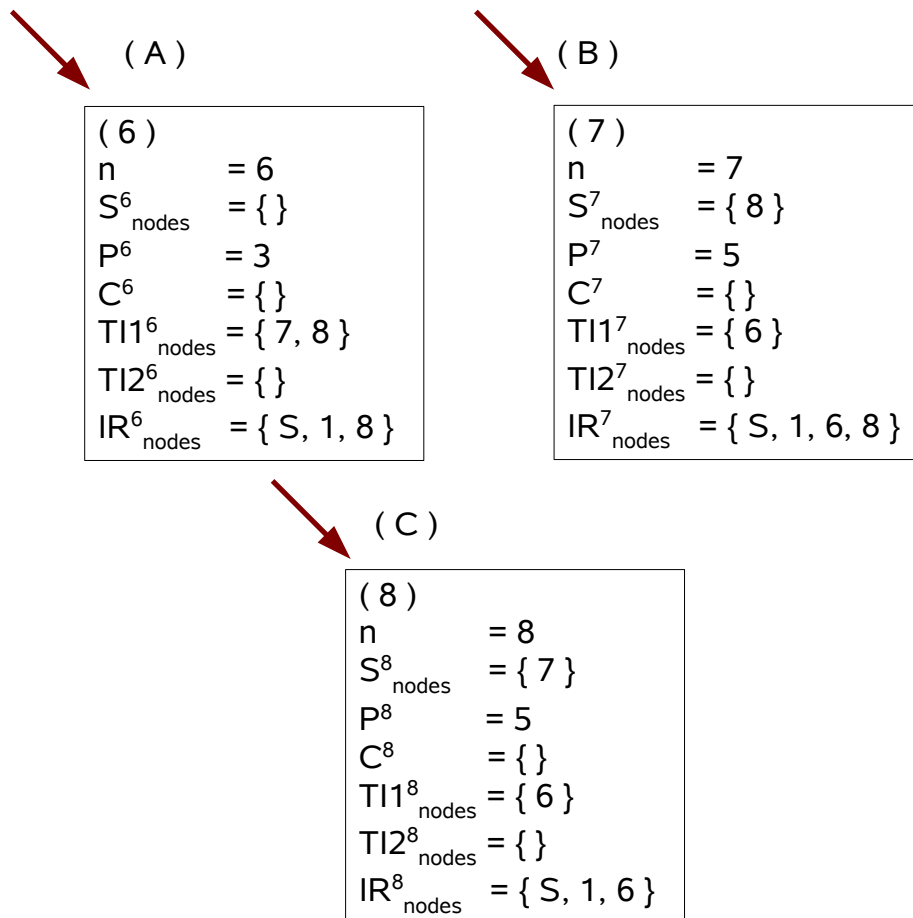 ( A )
( 6 )
n = 6
S⁶nodes = { }
P⁶ = 3
C⁶ = { }
TI1⁶nodes = { 7, 8 }
TI2⁶nodes = { }
IR⁶nodes = { S, 1, 8 }
( B )
( 7 )
n = 7
S⁷nodes = { 8 }
P⁷ = 5
C⁷ = { }
TI1⁷nodes = { 6 }
TI2⁷nodes = { }
IR⁷nodes = { S, 1, 6, 8 }
( C )
( 8 )
n = 8
S⁸nodes = { 7 }
P⁸ = 5
C⁸ = { }
TI1⁸nodes = { 6 }
TI2⁸nodes = { }
IR⁸nodes = { S, 1, 6 }